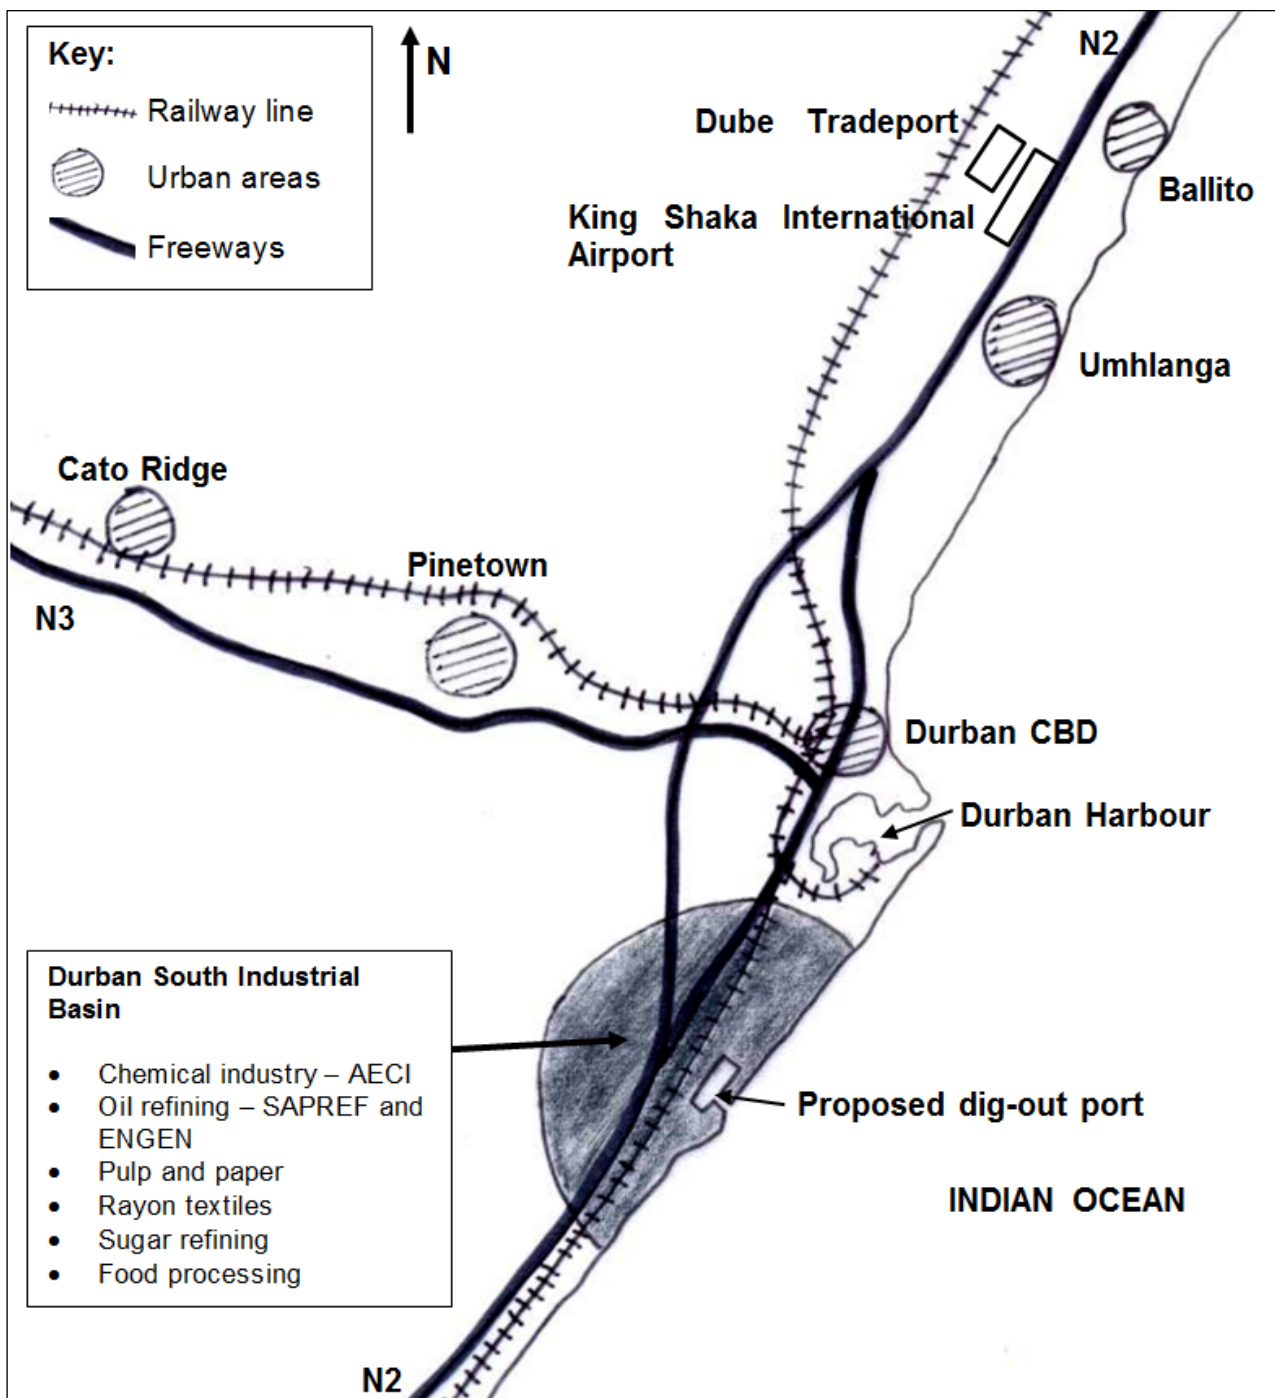 Key:
Railway line
Urban areas
Freeways
N
N2
Dube Tradeport
Ballito
King Shaka International
Airport
Umhlanga
Cato Ridge
Pinetown
N3
Durban CBD
Durban Harbour
Durban South Industrial
Basin
• Chemical industry – AECI
• Oil refining – SAPREF and
ENGEN
• Pulp and paper
• Rayon textiles
• Sugar refining
• Food processing
Proposed dig-out port
INDIAN OCEAN
N2